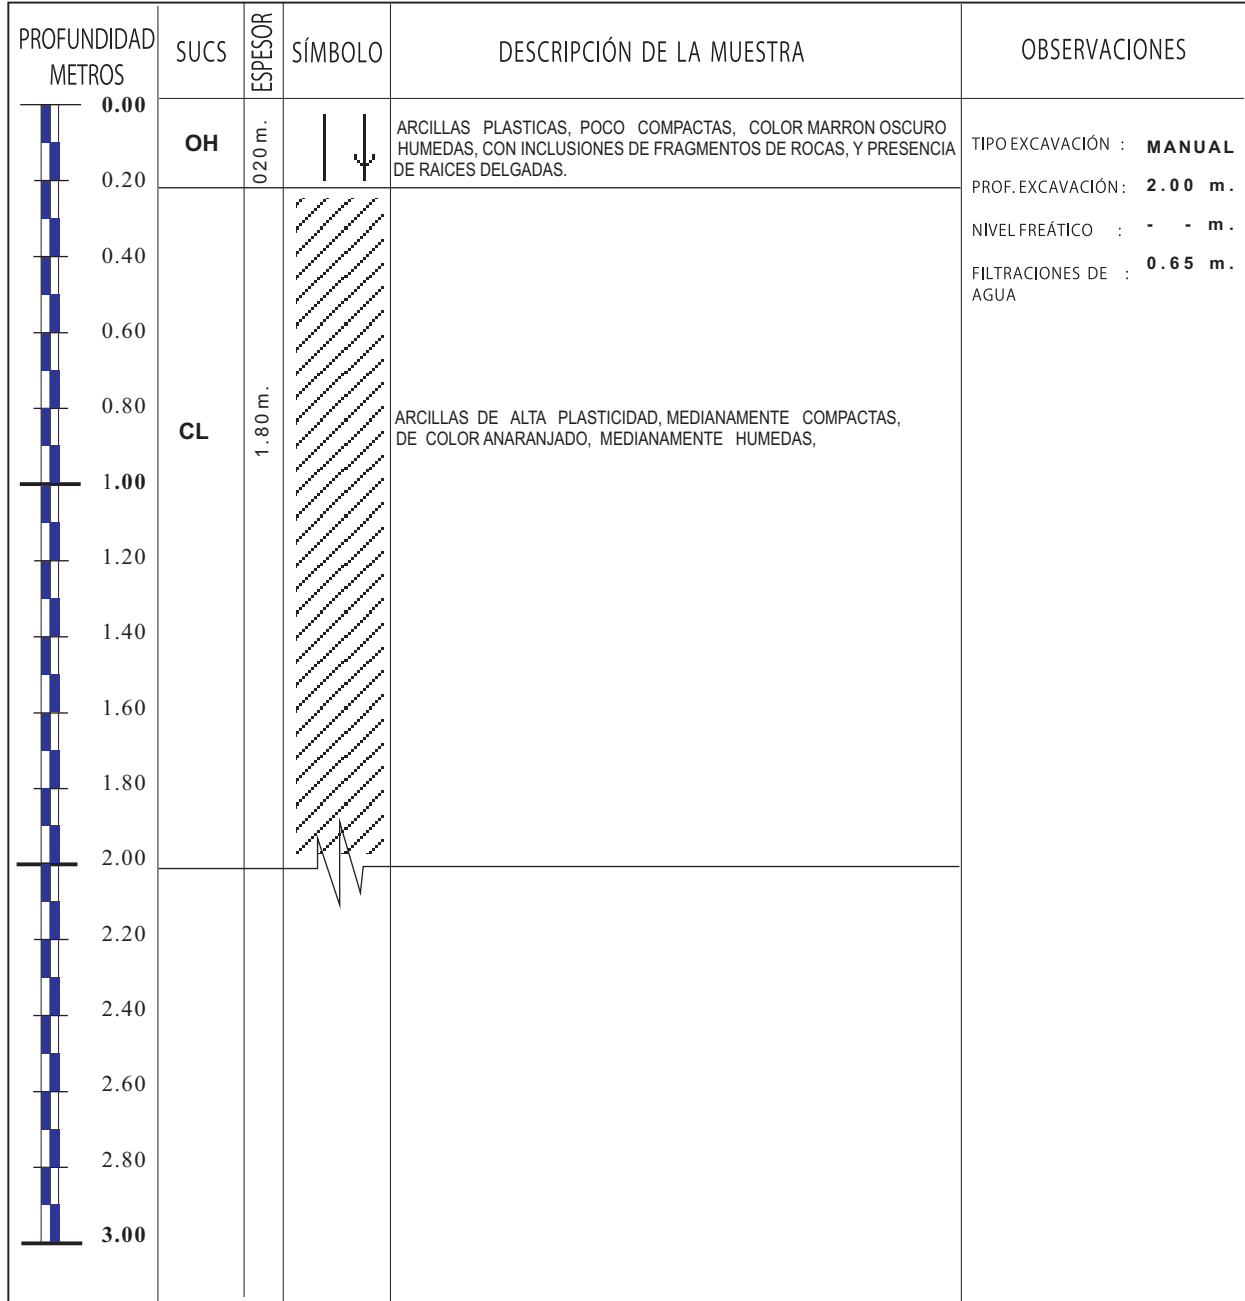 PROFUNDIDAD
METROS
SUCS
ESPESOR
SÍMBOLO
DESCRIPCIÓN DE LA MUESTRA
OBSERVACIONES
0.00
0.20
0.40
0.60
0.80
1.00
1.20
1.40
1.60
1.80
2.00
2.20
2.40
2.60
2.80
3.00
OH
020 m.
ARCILLAS PLASTICAS, POCO COMPACTAS, COLOR MARRON OSCURO
HUMEDAS, CON INCLUSIONES DE FRAGMENTOS DE ROCAS, Y PRESENCIA
DE RAICES DELGADAS.
CL
1.80 m.
ARCILLAS DE ALTA PLASTICIDAD, MEDIANAMENTE COMPACTAS,
DE COLOR ANARANJADO, MEDIANAMENTE HUMEDAS,
TIPO EXCAVACIÓN : MANUAL
PROF. EXCAVACIÓN : 2.00 m.
NIVEL FREÁTICO : - - m.
FILTRACIONES DE : 0.65 m.
AGUA